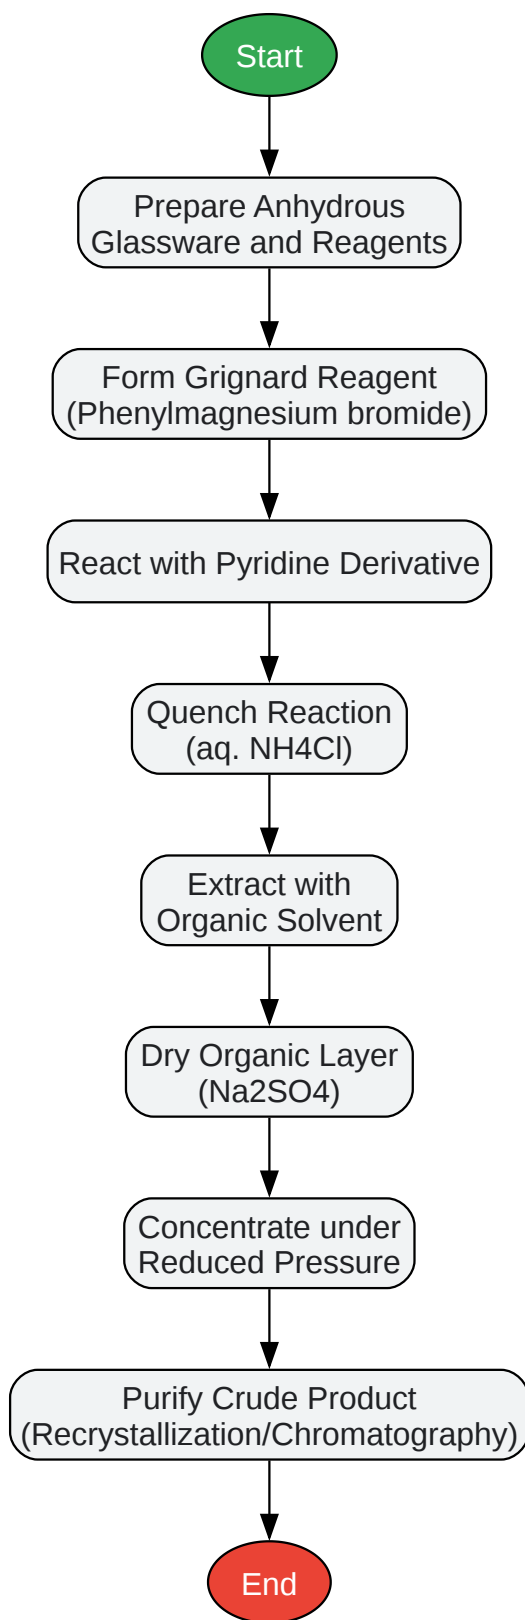 Start
Prepare Anhydrous
Glassware and Reagents
Form Grignard Reagent
(Phenylmagnesium bromide)
React with Pyridine Derivative
Quench Reaction
(aq. NH4Cl)
Extract with
Organic Solvent
Dry Organic Layer
(Na2SO4)
Concentrate under
Reduced Pressure
Purify Crude Product
(Recrystallization/Chromatography)
End